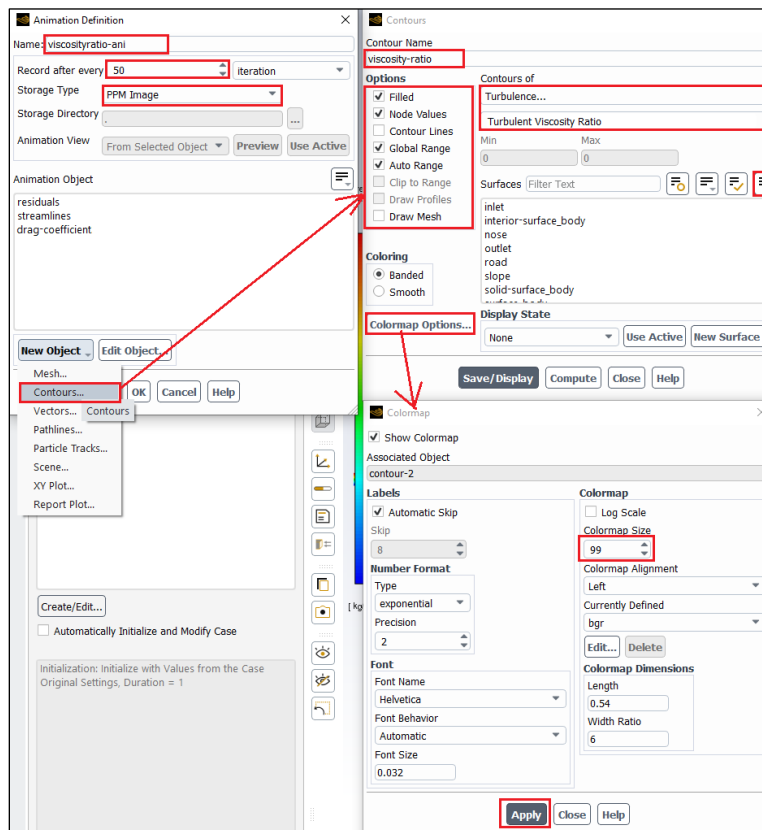 Animation Definition
Name: viscosityratio-ani
Record after every 50 iteration
Storage Type PPM Image
Storage Directory .
...
Animation View From Selected Object Preview Use Active
Animation Object
residuals
streamlines
drag-coefficient
New Object Edit Object...
Mesh...
Contours... OK Cancel Help
Vectors... Contours
Pathlines...
Particle Tracks...
Scene...
XY Plot...
Report Plot...
Create/Edit...
Automatically Initialize and Modify Case
Initialization: Initialize with Values from the Case
Original Settings, Duration = 1
Contours
Contour Name
viscosity-ratio
Options
Filled
Node Values
Contour Lines
Global Range
Auto Range
Clip to Range
Draw Profiles
Draw Mesh
Coloring
Banded
Smooth
Colormap Options...
Contours of
Turbulence...
Turbulent Viscosity Ratio
Min Max
0 0
Surfaces Filter Text
inlet
interior-surface_body
nose
outlet
road
slope
solid-surface_body
Display State
None Use Active New Surface
Save/Display Compute Close Help
Colormap
Show Colormap
Associated Object
contour-2
Labels
Automatic Skip
Skip
8
Number Format
Type
exponential
Precision
2
Font
Font Name
Helvetica
Font Behavior
Automatic
Font Size
0.032
Colormap
Log Scale
Colormap Size
99
Colormap Alignment
Left
Currently Defined
bgr
Edit... Delete
Colormap Dimensions
Length
0.54
Width Ratio
6
Apply Close Help